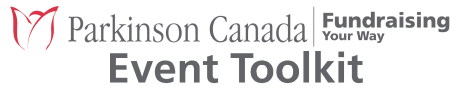 Parkinson Canada
Fundraising
Your Way
Event Toolkit